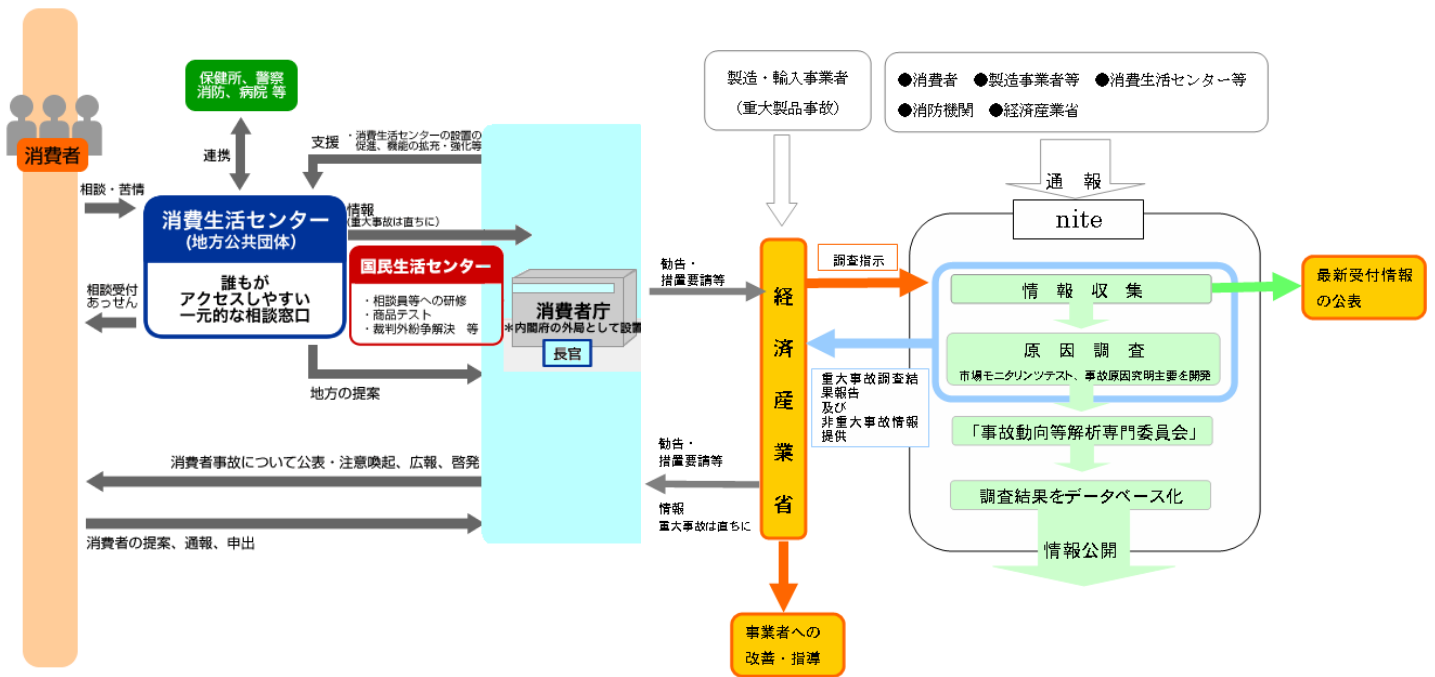 保健所、警察
消防、病院 等
連携
消費者
相談・苦情
支援
・消費生活センターの設置の
促進、機能の拡充・強化等
消費生活センター
(地方公共団体)
誰もが
アクセスしやすい
一元的な相談窓口
相談受付
あっせん
情報
(重大事故は直ちに)
国民生活センター
・相談員等への研修
・商品テスト
・裁判外紛争解決 等
消費者庁
*内閣府の外局として設置
長官
地方の提案
消費者事故について公表・注意喚起、広報、啓発
消費者の提案、通報、申出
勧告・
措置要請等
勧告・
措置要請等
情報
重大事故は直ちに
製造・輸入事業者
(重大製品事故)
経済産業省
調査指示
重大事故調査結
果報告
及び
非重大事故情報
提供
事業者への
改善・指導
●消費者 ●製造事業者等 ●消費生活センター等
●消防機関 ●経済産業省
通 報
nite
情 報 収 集
原 因 調 査
市場モニタリンツテスト、事故原因究明主要を開発
「事故動向等解析専門委員会」
調査結果をデータベース化
情報公開
最新受付情報
の公表